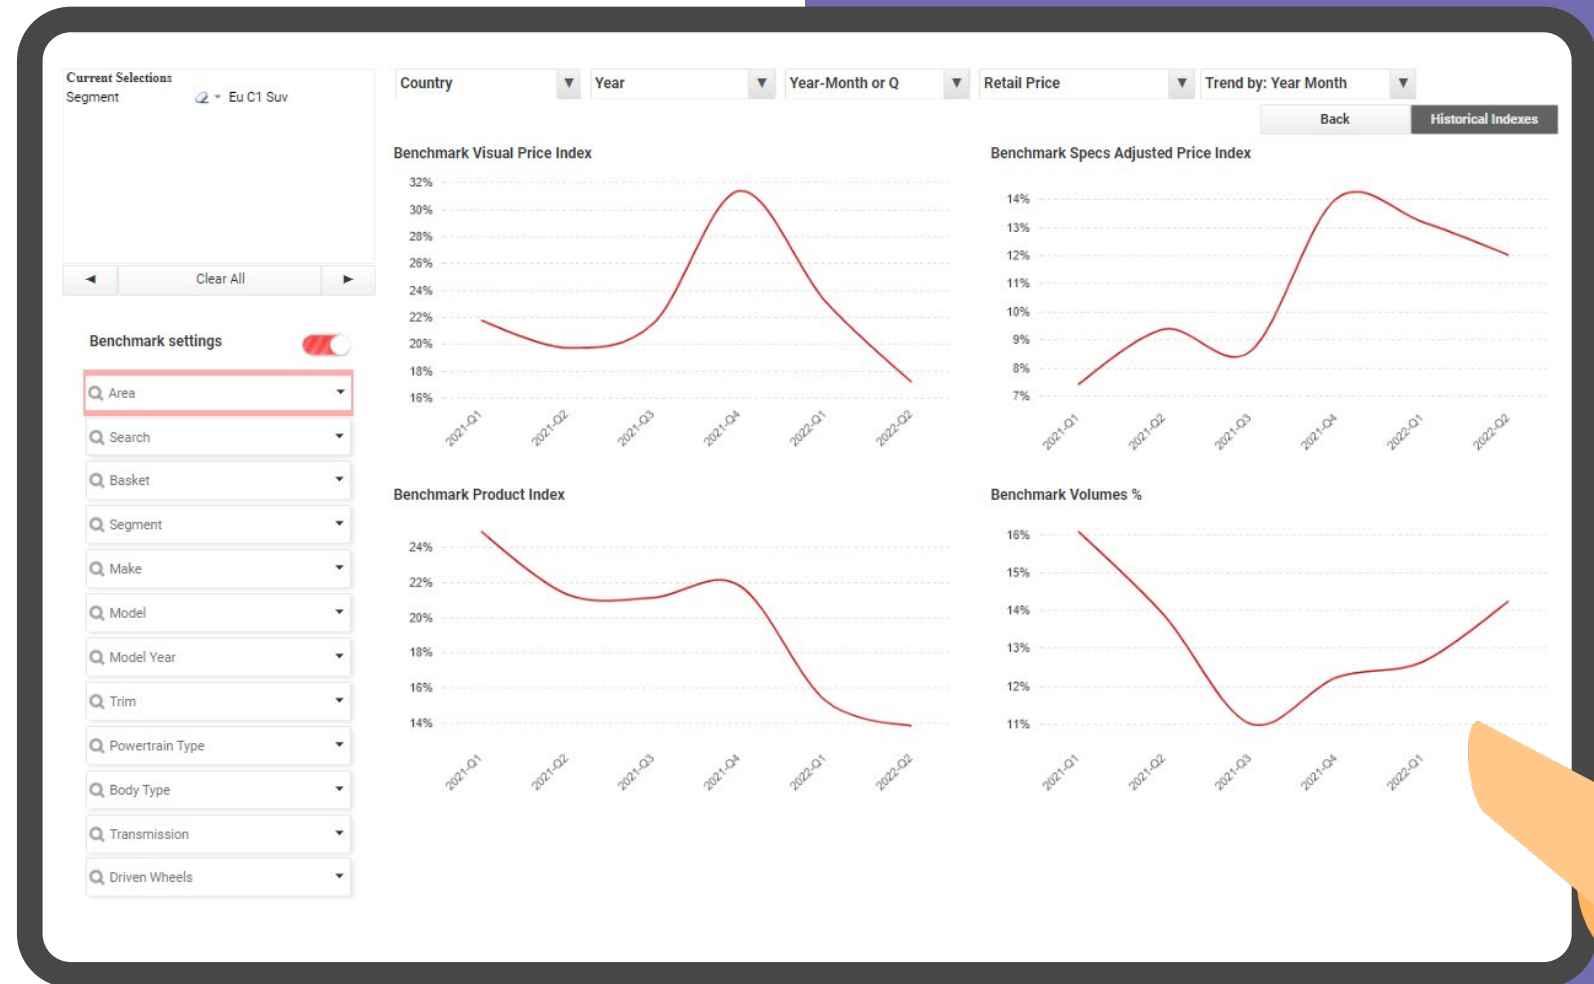 Current Selections
Segment Eu C1 Suv
Clear All
Benchmark settings
Area
Search
Basket
Segment
Make
Model
Model Year
Trim
Powertrain Type
Body Type
Transmission
Driven Wheels
Country Year Year-Month or Q Retail Price Trend by: Year Month
Back Historical Indexes
Benchmark Visual Price Index
32%
30%
28%
26%
24%
22%
20%
18%
16%
2021-Q1 2021-Q2 2021-Q3 2021-Q4 2022-Q1 2022-Q2
Benchmark Specs Adjusted Price Index
14%
13%
12%
11%
10%
9%
8%
7%
2021-Q1 2021-Q2 2021-Q3 2021-Q4 2022-Q1 2022-Q2
Benchmark Product Index
24%
22%
20%
18%
16%
14%
2021-Q1 2021-Q2 2021-Q3 2021-Q4 2022-Q1 2022-Q2
Benchmark Volumes %
16%
15%
14%
13%
12%
11%
2021-Q1 2021-Q2 2021-Q3 2021-Q4 2022-Q1